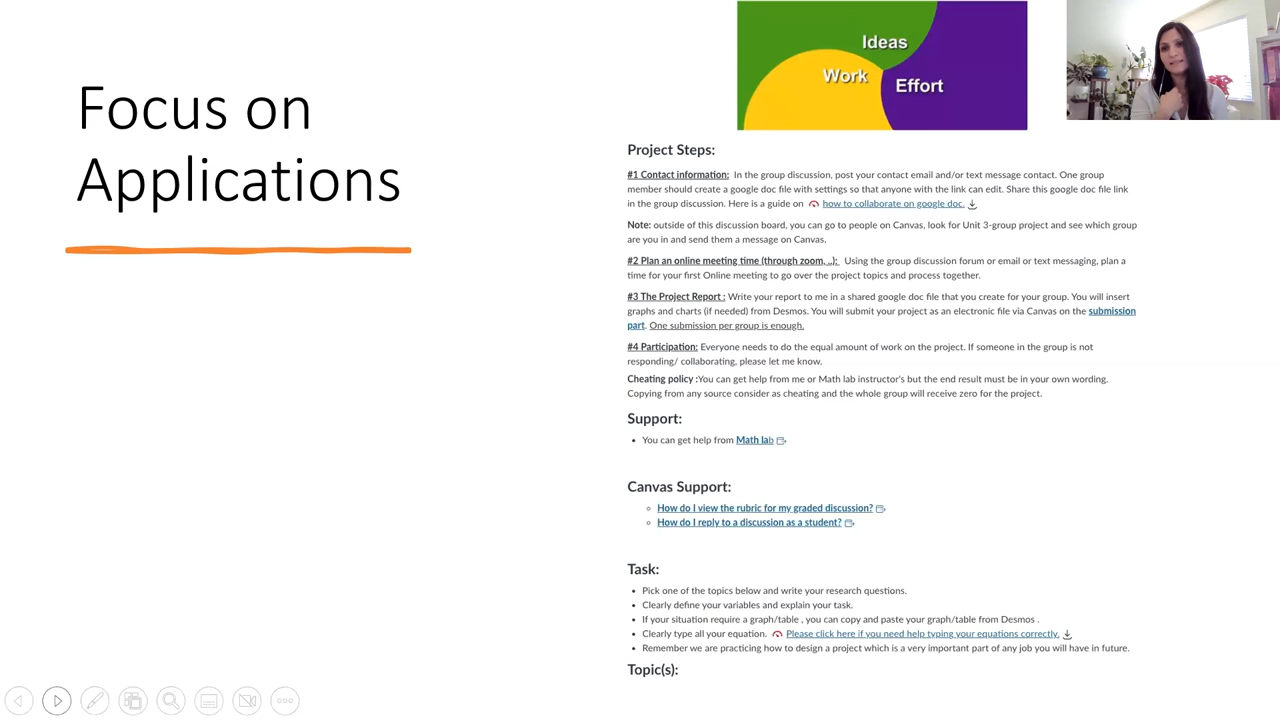 Focus on
Applications
Ideas
Work
Effort
Project Steps:
#1 Contact information: In the group discussion, post your contact email and/or text message contact. One group
member should create a google doc file with settings so that anyone with the link can edit. Share this google doc file link
in the group discussion. Here is a guide on how to collaborate on google doc.
Note: outside of this discussion board, you can go to people on Canvas, look for Unit 3-group project and see which group
are you in and send them a message on Canvas.
#2 Plan an online meeting time (through zoom, ..): Using the group discussion forum or email or text messaging, plan a
time for your first Online meeting to go over the project topics and process together.
#3 The Project Report : Write your report to me in a shared google doc file that you create for your group. You will insert
graphs and charts (if needed) from Desmos. You will submit your project as an electronic file via Canvas on the submission
part. One submission per group is enough.
#4 Participation: Everyone needs to do the equal amount of work on the project. If someone in the group is not
responding/ collaborating, please let me know.
Cheating policy :You can get help from me or Math lab instructor's but the end result must be in your own wording.
Copying from any source consider as cheating and the whole group will receive zero for the project.
Support:
• You can get help from Math lab
Canvas Support:
◦ How do I view the rubric for my graded discussion?
◦ How do I reply to a discussion as a student?
Task:
• Pick one of the topics below and write your research questions.
• Clearly define your variables and explain your task.
• If your situation require a graph/table , you can copy and paste your graph/table from Desmos .
• Clearly type all your equation. Please click here if you need help typing your equations correctly.
• Remember we are practicing how to design a project which is a very important part of any job you will have in future.
Topic(s):